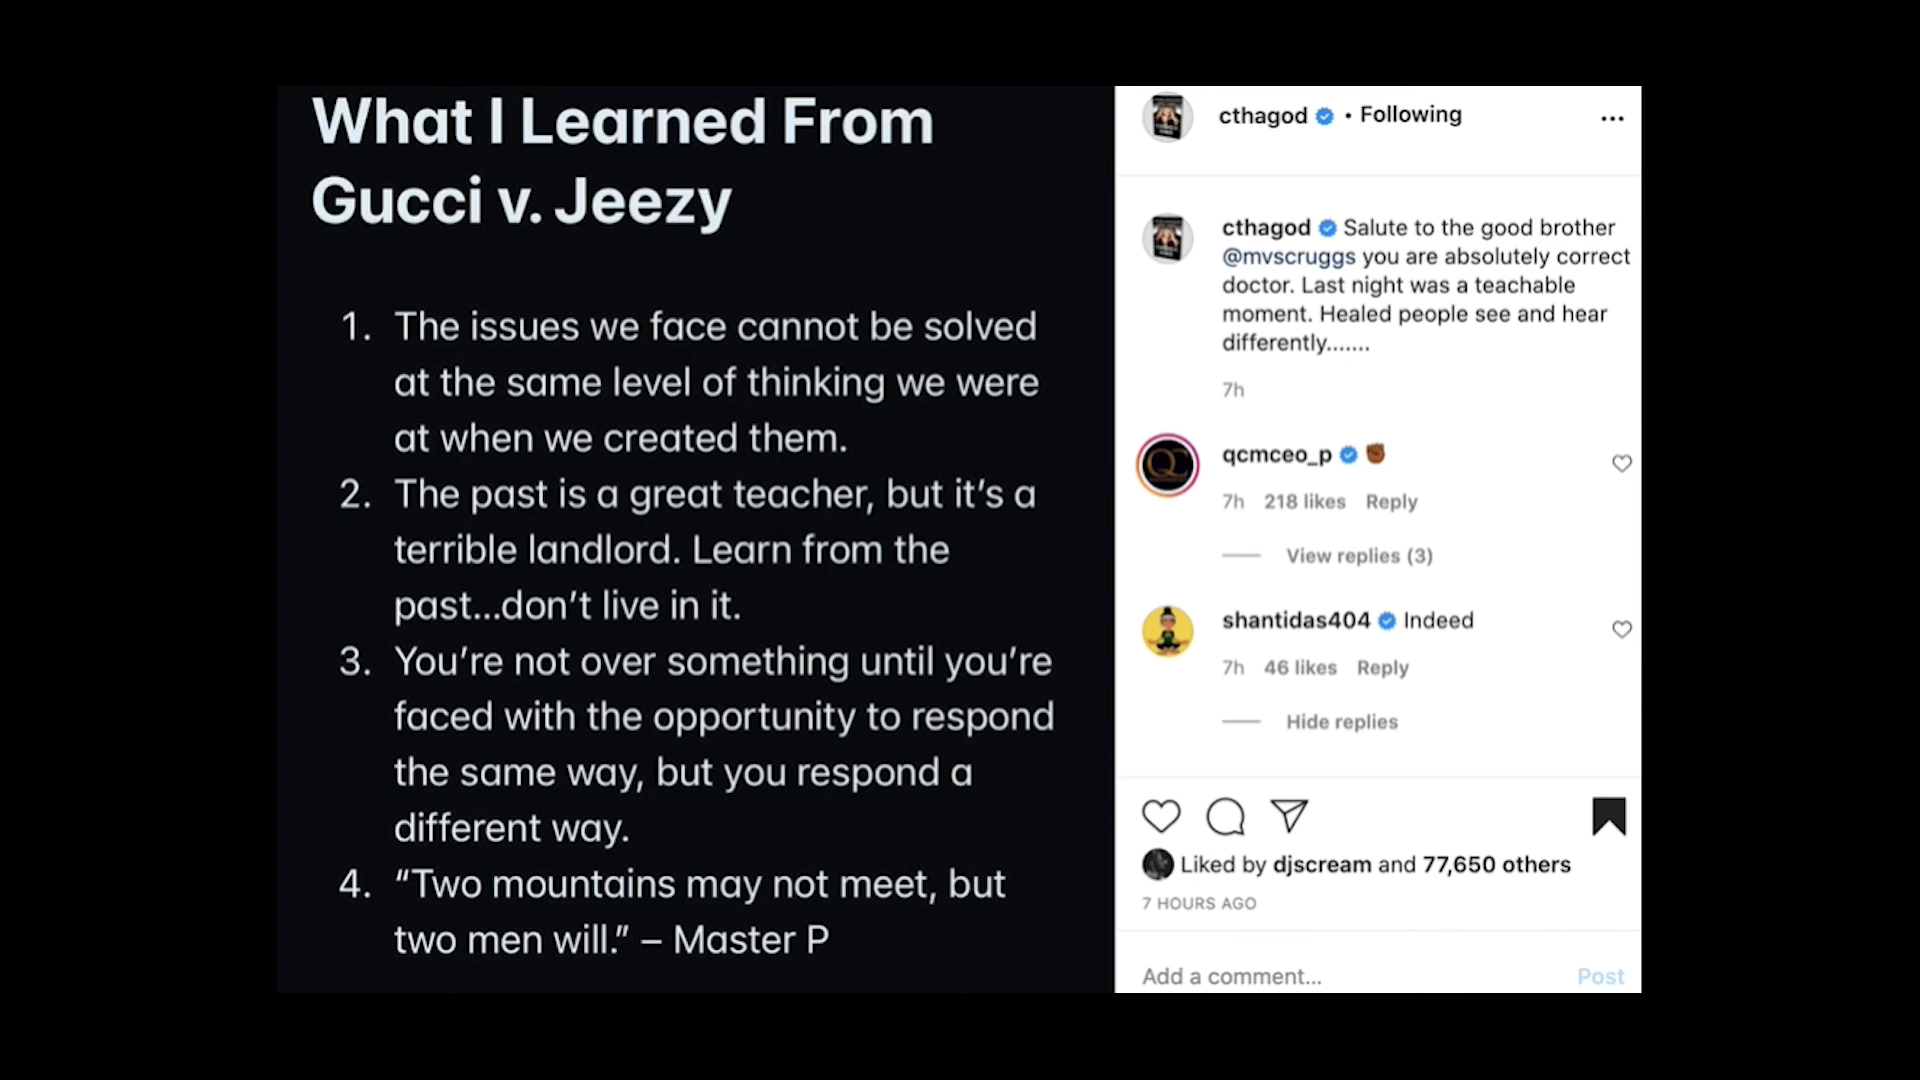 What I Learned From
Gucci v. Jeezy
1. The issues we face cannot be solved
at the same level of thinking we were
at when we created them.
2. The past is a great teacher, but it’s a
terrible landlord. Learn from the
past...don’t live in it.
3. You’re not over something until you’re
faced with the opportunity to respond
the same way, but you respond a
different way.
4. “Two mountains may not meet, but
two men will.” – Master P
cthagod • Following
cthagod Salute to the good brother
@mvscruggs you are absolutely correct
doctor. Last night was a teachable
moment. Healed people see and hear
differently.......
7h
QC
qcmceo_p ✊🏾
7h 218 likes Reply
View replies (3)
shantidas404 Indeed
7h 46 likes Reply
Hide replies
Liked by djscream and 77,650 others
7 HOURS AGO
Add a comment...
Post